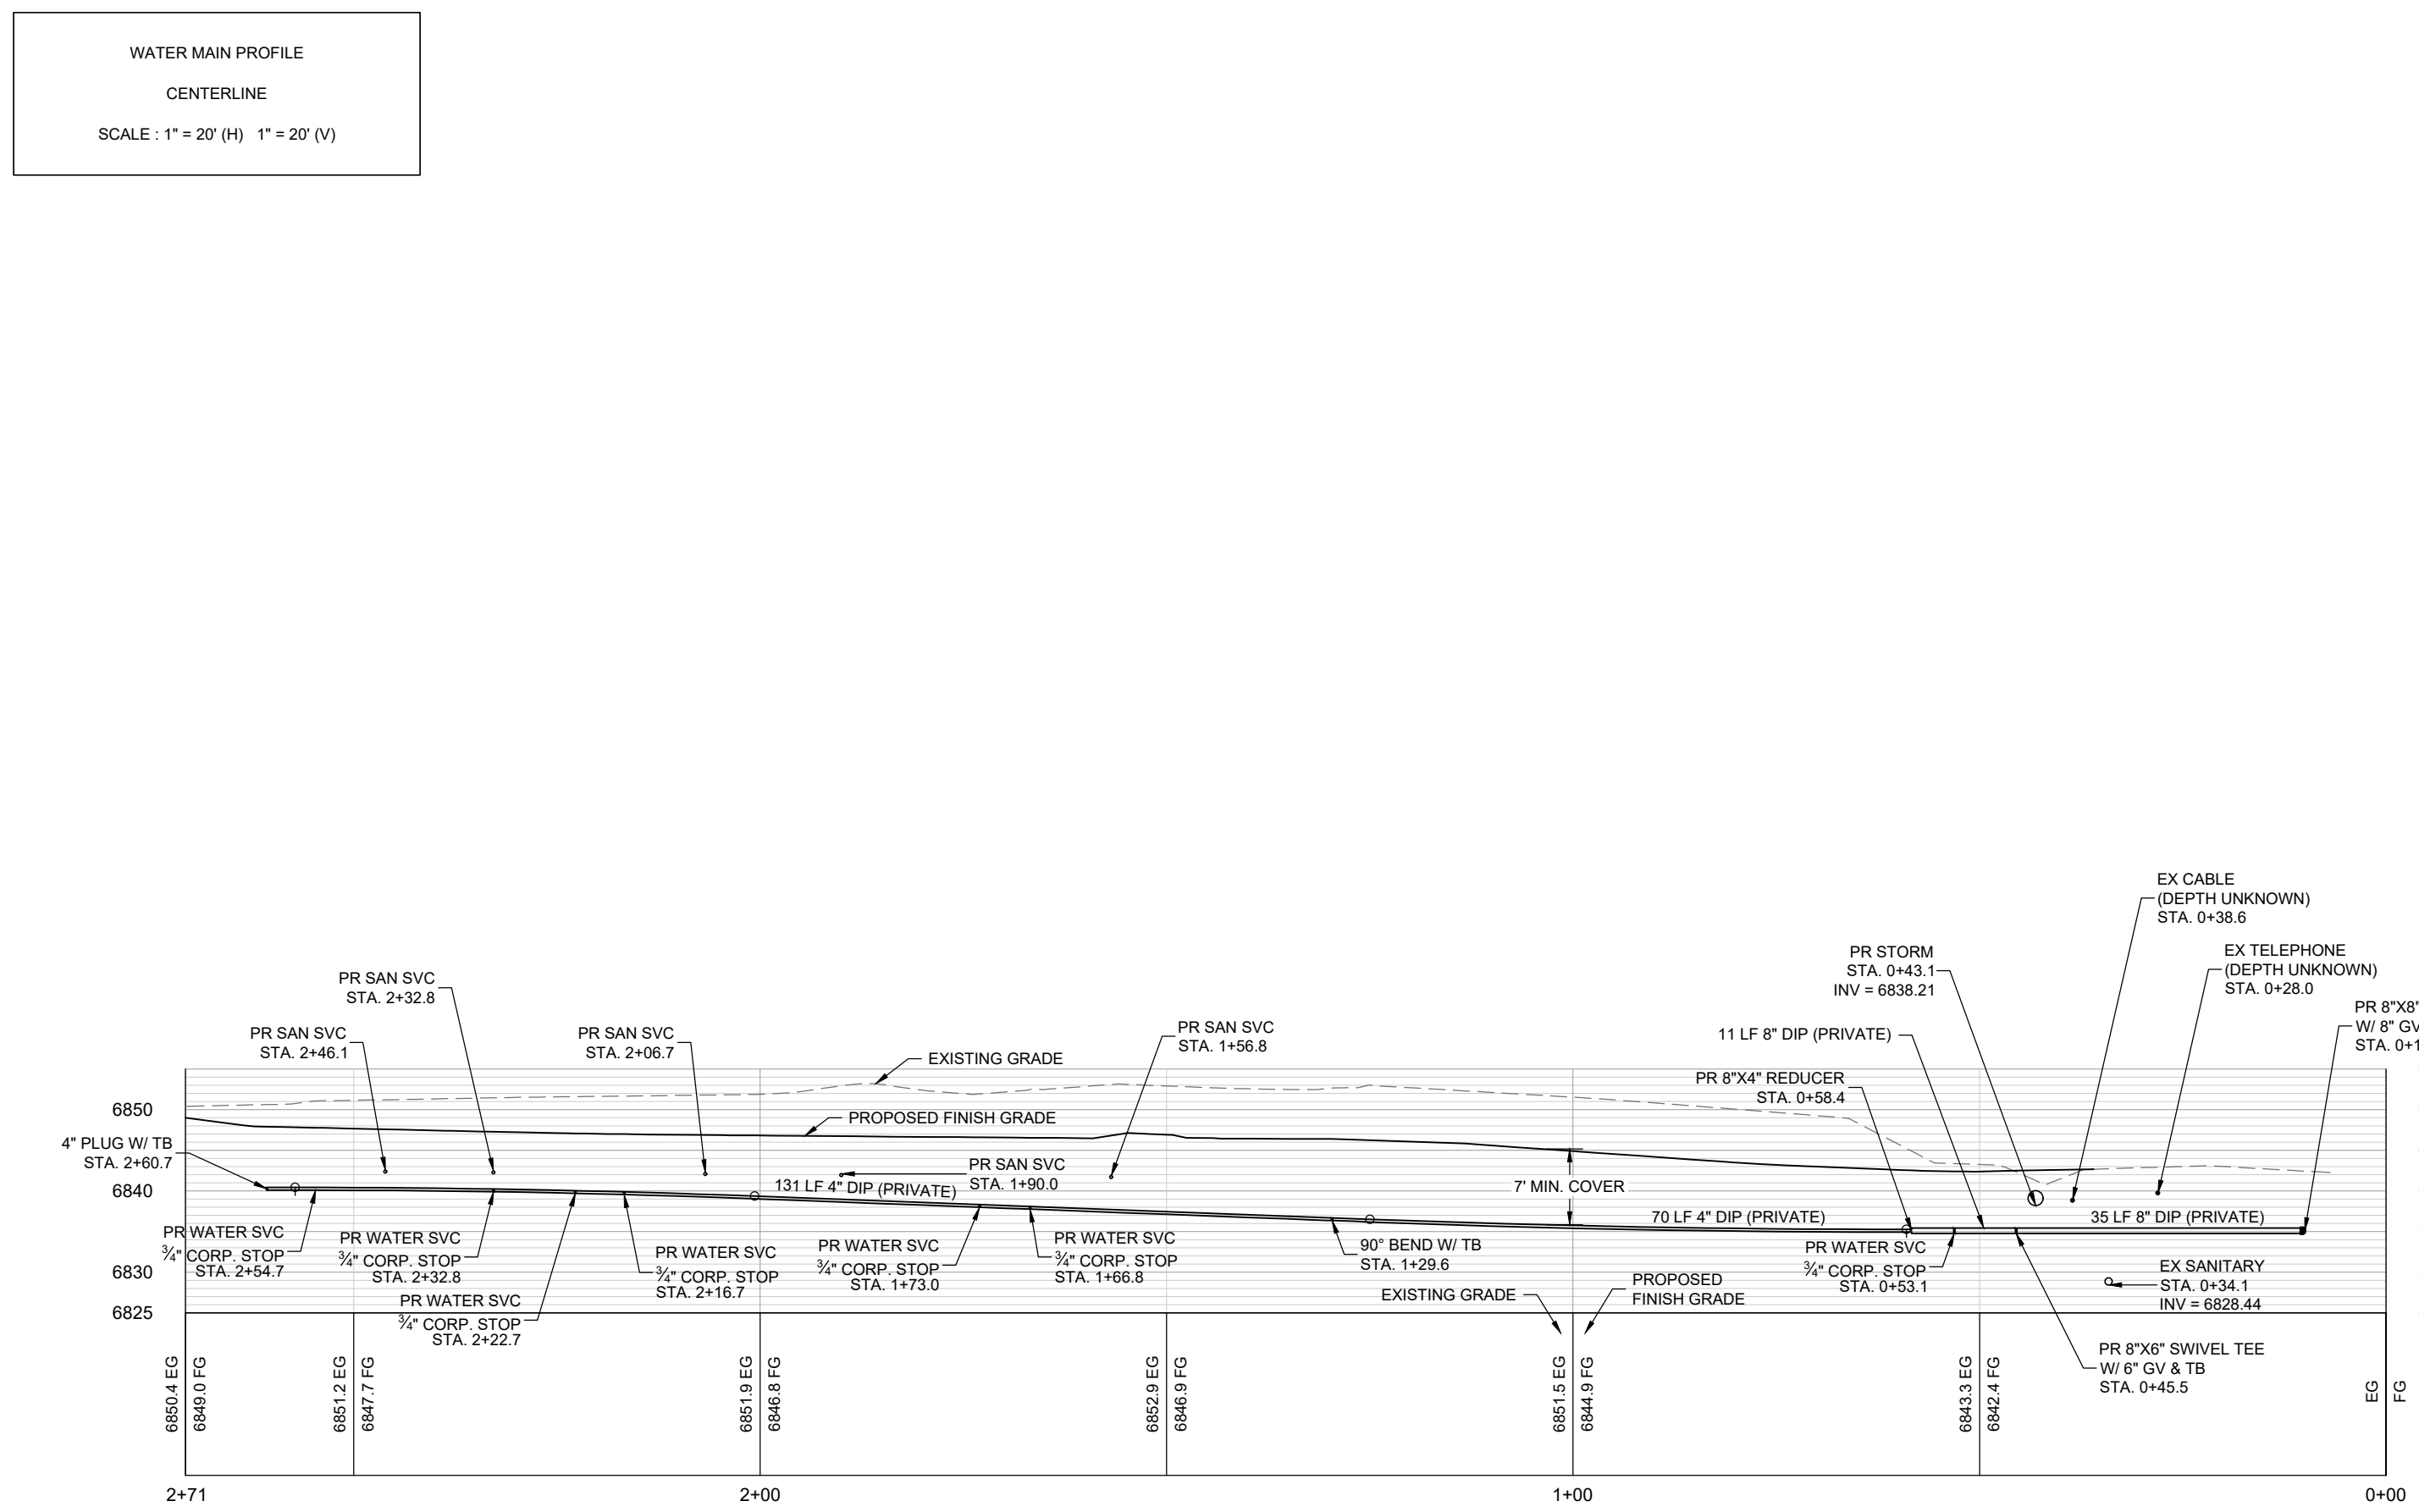 WATER MAIN PROFILE
CENTERLINE
SCALE : 1" = 20' (H)   1" = 20' (V)
EX CABLE
(DEPTH UNKNOWN)
STA. 0+38.6
PR STORM
STA. 0+43.1
INV = 6838.21
EX TELEPHONE
(DEPTH UNKNOWN)
STA. 0+28.0
PR SAN SVC
STA. 2+32.8
PR 8"X8"
W/ 8" GV
STA. 0+1
PR SAN SVC
STA. 2+46.1
PR SAN SVC
STA. 2+06.7
PR SAN SVC
STA. 1+56.8
11 LF 8" DIP (PRIVATE)
EXISTING GRADE
PR 8"X4" REDUCER
STA. 0+58.4
6850
PROPOSED FINISH GRADE
4" PLUG W/ TB
STA. 2+60.7
PR SAN SVC
STA. 1+90.0
131 LF 4" DIP (PRIVATE)
7' MIN. COVER
6840
70 LF 4" DIP (PRIVATE)
35 LF 8" DIP (PRIVATE)
PR WATER SVC
¾" CORP. STOP
STA. 2+54.7
PR WATER SVC
¾" CORP. STOP
STA. 2+32.8
PR WATER SVC
¾" CORP. STOP
STA. 2+16.7
PR WATER SVC
¾" CORP. STOP
STA. 1+73.0
PR WATER SVC
¾" CORP. STOP
STA. 1+66.8
90° BEND W/ TB
STA. 1+29.6
PR WATER SVC
¾" CORP. STOP
STA. 0+53.1
EX SANITARY
STA. 0+34.1
INV = 6828.44
6830
6825
PR WATER SVC
¾" CORP. STOP
STA. 2+22.7
EXISTING GRADE
PROPOSED
FINISH GRADE
PR 8"X6" SWIVEL TEE
W/ 6" GV & TB
STA. 0+45.5
6850.4 EG
6849.0 FG
6851.2 EG
6847.7 FG
6851.9 EG
6846.8 FG
6852.9 EG
6846.9 FG
6851.5 EG
6844.9 FG
6843.3 EG
6842.4 FG
EG
FG
2+71
2+00
1+00
0+00